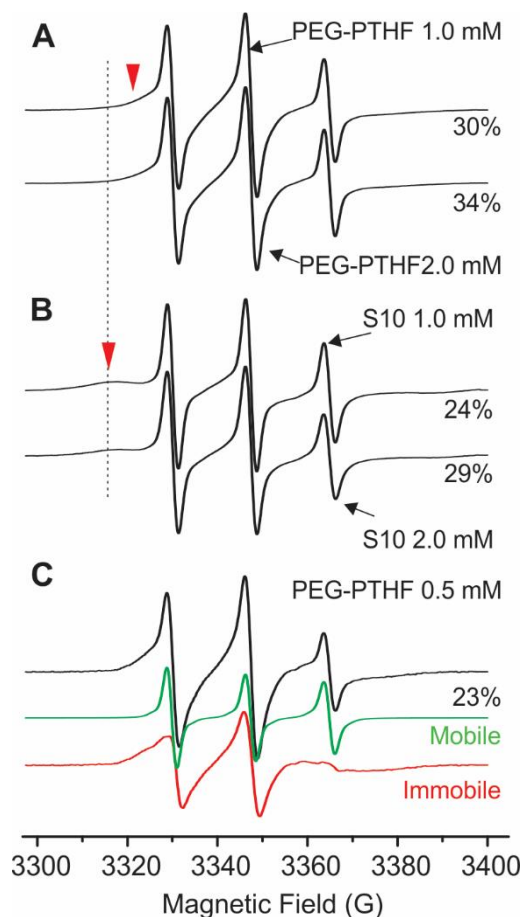 A
PEG-PTHF 1.0 mM
30%
34%
PEG-PTHF2.0 mM
B
S10 1.0 mM
24%
29%
S10 2.0 mM
C
PEG-PTHF 0.5 mM
23%
Mobile
Immobile
3300 3320 3340 3360 3380 3400
Magnetic Field (G)